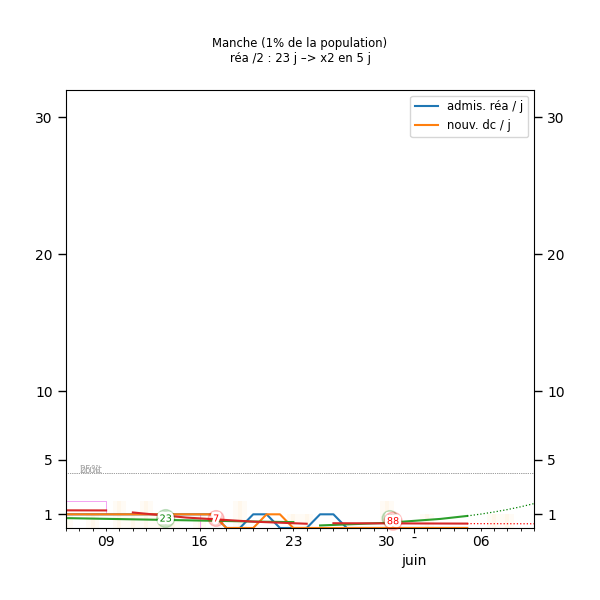 Manche (1% de la population)
réa /2 : 23 j –> x2 en 5 j
admis. réa / j
nouv. dc / j
30 30
20 20
10 10
5 5
1 1
23 7 88
09 16 23 30 - 06
juin